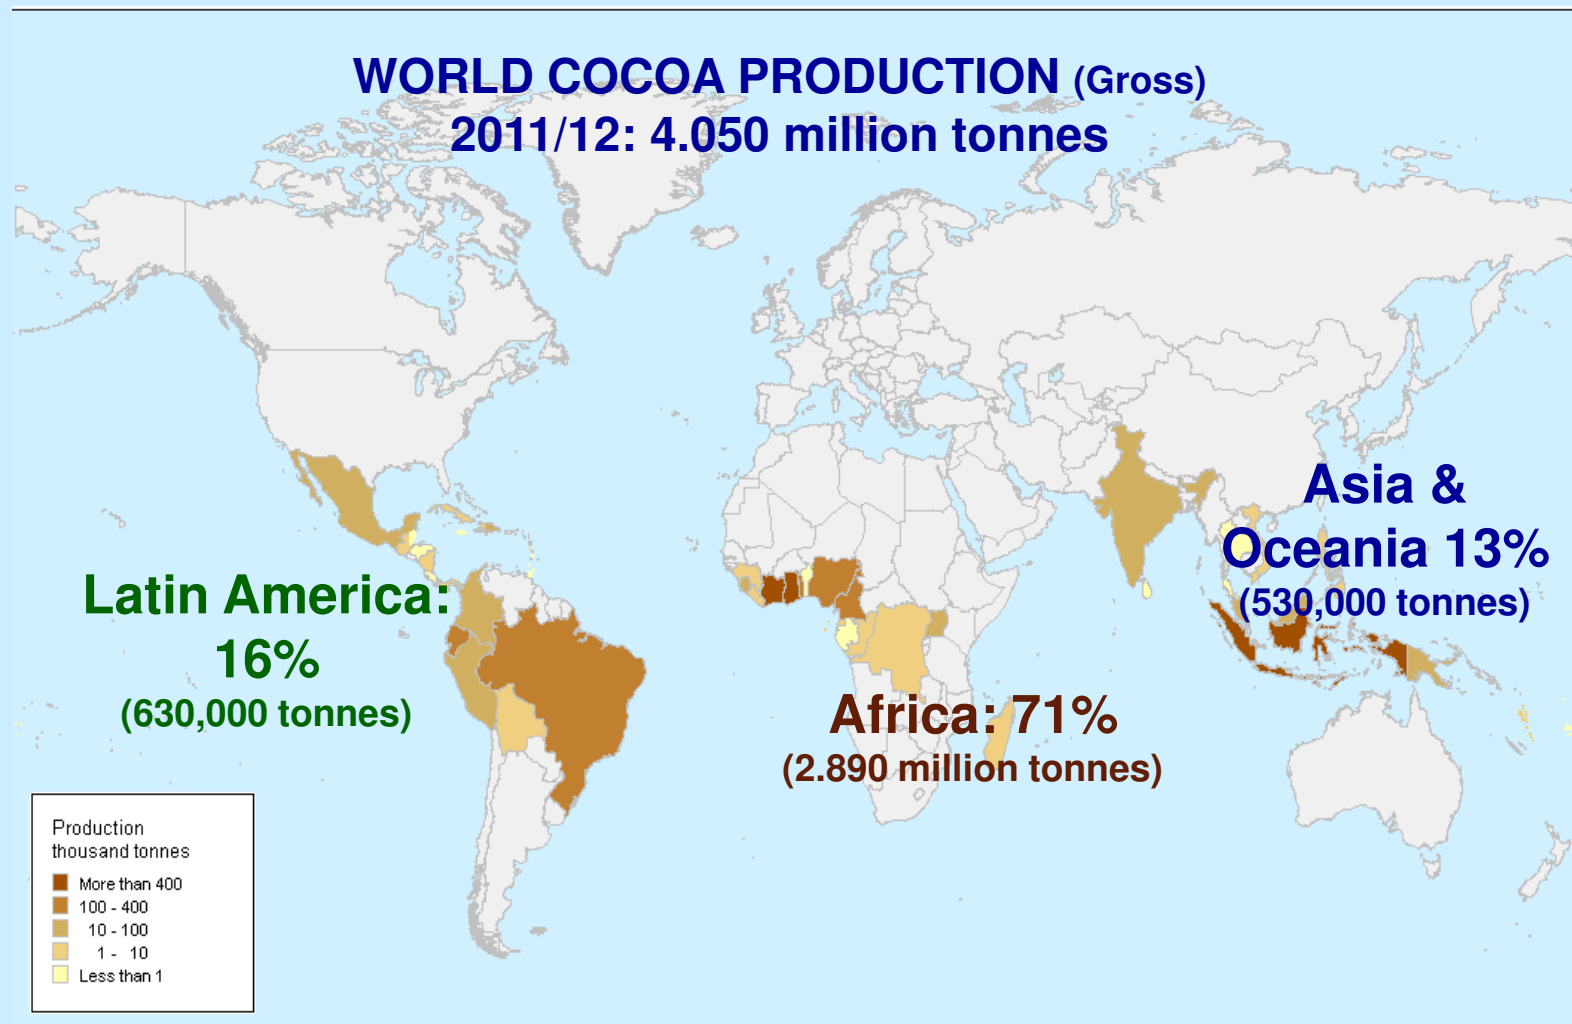 WORLD COCOA PRODUCTION (Gross)
2011/12: 4.050 million tonnes
Asia &
Oceania 13%
(530,000 tonnes)
Latin America:
16%
(630,000 tonnes)
Africa: 71%
(2.890 million tonnes)
Production
thousand tonnes
More than 400
100 - 400
10 - 100
1 - 10
Less than 1